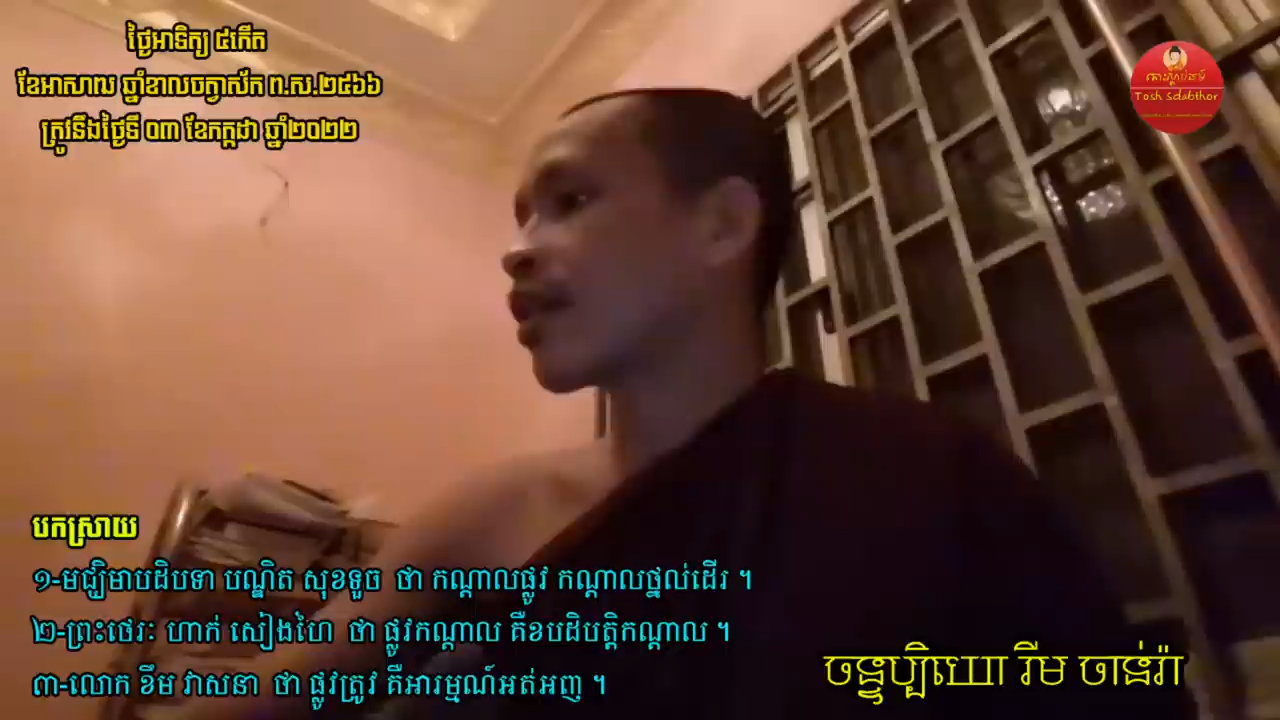 ថ្ងៃអាទិត្យ ៥កើត
ខែអាសាឍ ឆ្នាំខាលចត្វាស័ក ព.ស.២៥៦៦
ត្រូវនឹងថ្ងៃទី ០៣ ខែកក្កដា ឆ្នាំ២០២២
តោះស្ដាប់ធម៌
Tosh Sdabthor
បកស្រាយ
១-មជ្ឈិមាបដិបទា បណ្ឌិត សុខទួច ថា កណ្ដាលផ្លូវ កណ្ដាលថ្នល់ដើរ ។
២-ព្រះថេរៈ ហាក់ សៀងហៃ ថា ផ្លូវកណ្ដាល គឺខបដិបត្តិកណ្ដាល ។
៣-លោក ខឹម វាសនា ថា ផ្លូវត្រូវ គឺអារម្មណ៍អត់អញ ។
ចន្ទប្បិយោ រីម ចាន់រ៉ា